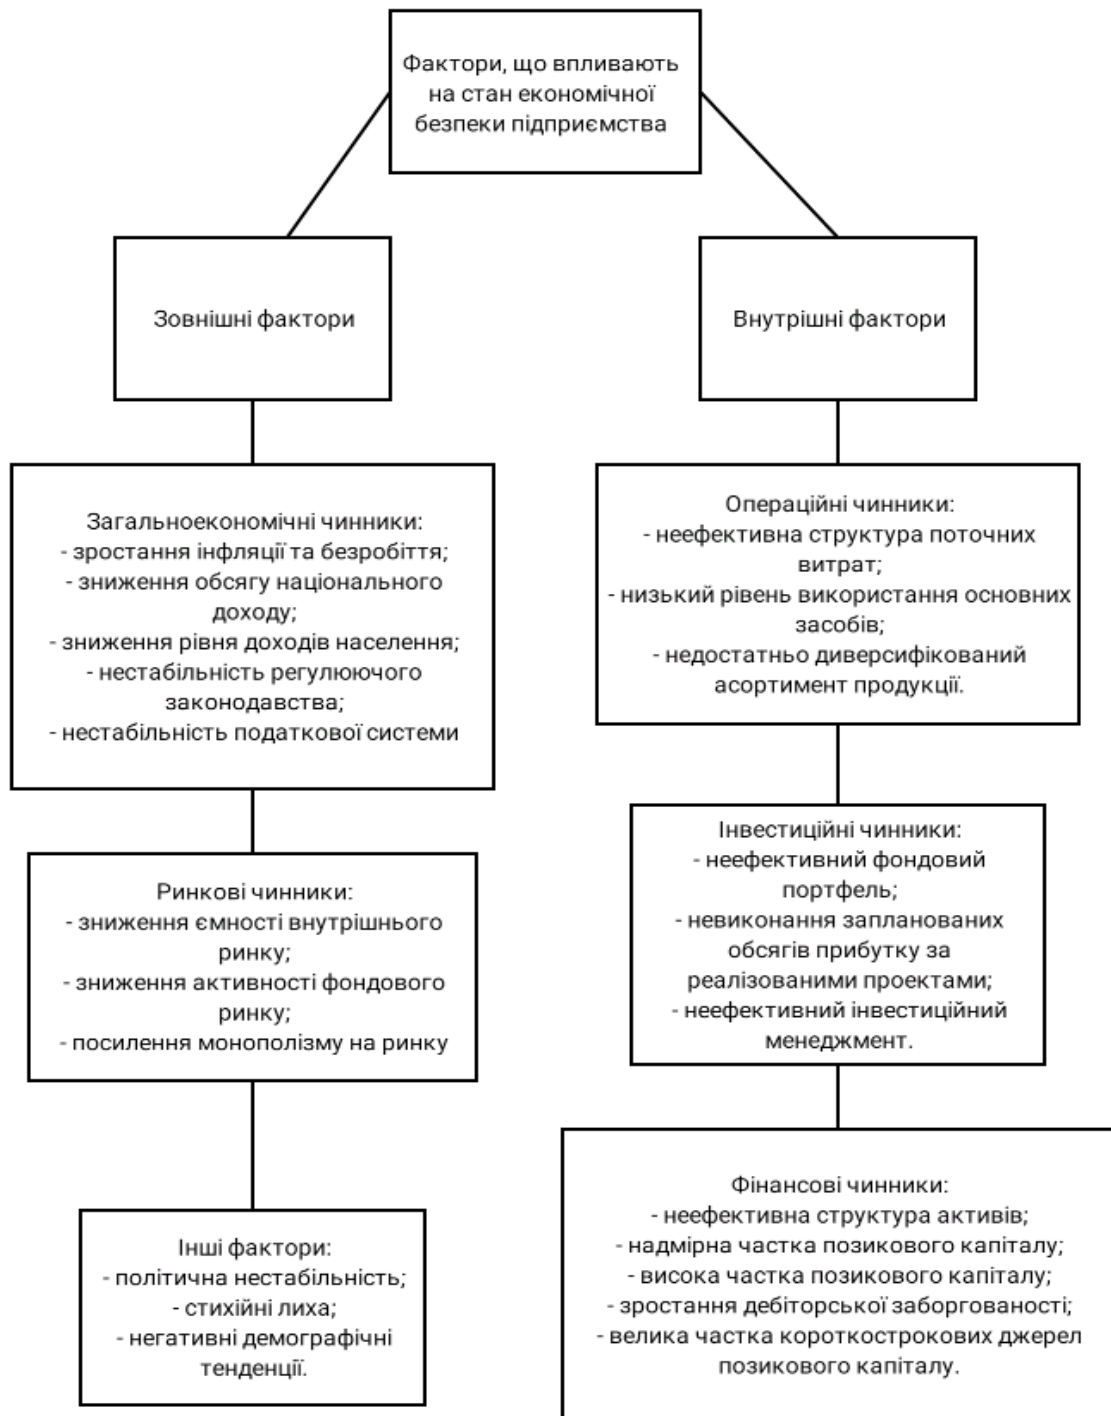 Фактори, що впливають
на стан економічної
безпеки підприємства
Зовнішні фактори
Внутрішні фактори
Загальноекономічні чинники:
- зростання інфляції та безробіття;
- зниження обсягу національного
доходу;
- зниження рівня доходів населення;
- нестабільність регулюючого
законодавства;
- нестабільність податкової системи
Ринкові чинники:
- зниження ємності внутрішнього
ринку;
- зниження активності фондового
ринку;
- посилення монополізму на ринку
Інші фактори:
- політична нестабільність;
- стихійні лиха;
- негативні демографічні
тенденції.
Операційні чинники:
- неефективна структура поточних
витрат;
- низький рівень використання основних
засобів;
- недостатньо диверсифікований
асортимент продукції.
Інвестиційні чинники:
- неефективний фондовий
портфель;
- невиконання запланованих
обсягів прибутку за
реалізованими проектами;
- неефективний інвестиційний
менеджмент.
Фінансові чинники:
- неефективна структура активів;
- надмірна частка позикового капіталу;
- висока частка позикового капіталу;
- зростання дебіторської заборгованості;
- велика частка короткострокових джерел
позикового капіталу.